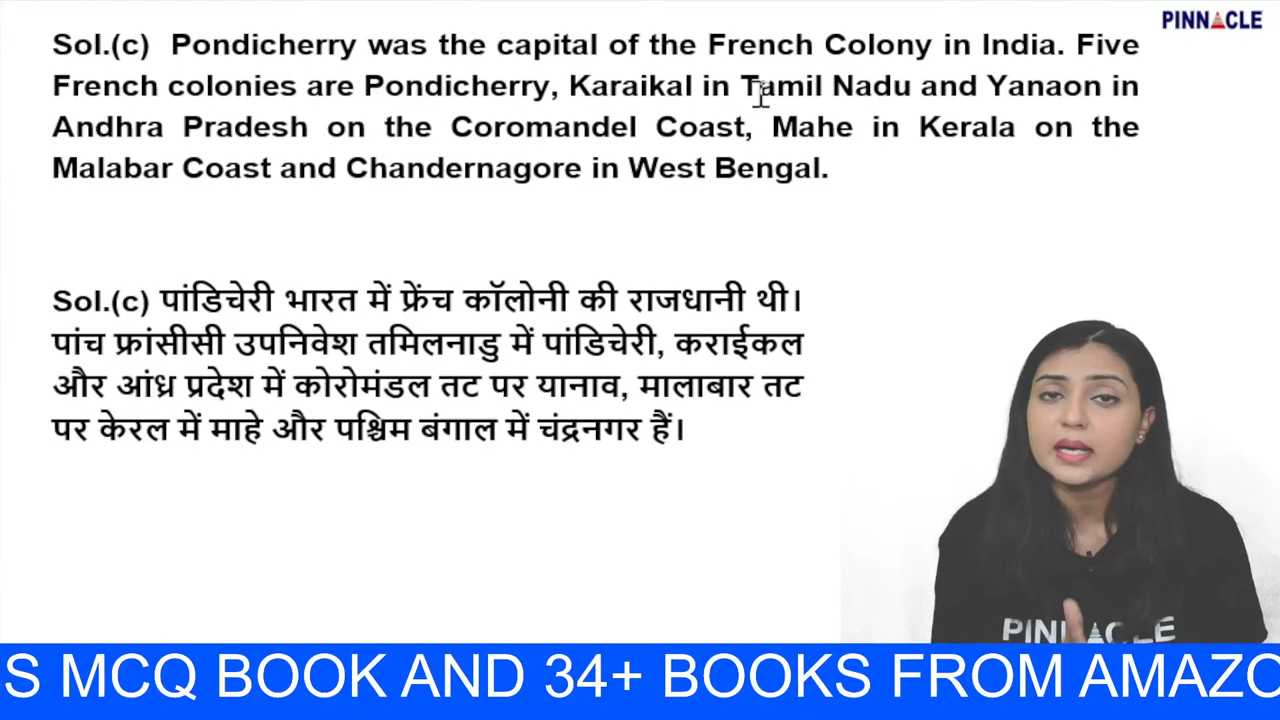 PINNACLE
Sol.(c) Pondicherry was the capital of the French Colony in India. Five
French colonies are Pondicherry, Karaikal in Tamil Nadu and Yanaon in
Andhra Pradesh on the Coromandel Coast, Mahe in Kerala on the
Malabar Coast and Chandernagore in West Bengal.
Sol.(c) पांडिचेरी भारत में फ्रेंच कॉलोनी की राजधानी थी।
पांच फ्रांसीसी उपनिवेश तमिलनाडु में पांडिचेरी, कराईकल
और आंध्र प्रदेश में कोरोमंडल तट पर यानाव, मालाबार तट
पर केरल में माहे और पश्चिम बंगाल में चंद्रनगर हैं।
PINNACLE
S MCQ BOOK AND 34+ BOOKS FROM AMAZO